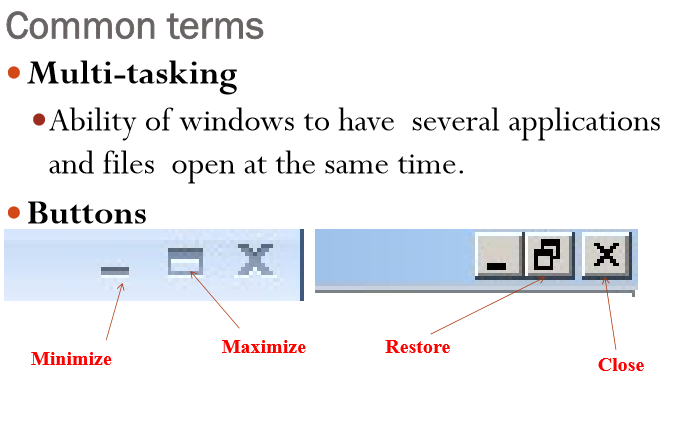 Common terms
Multi-tasking
Ability of windows to have several applications
and files open at the same time.
Buttons
Minimize
Maximize
Restore
Close